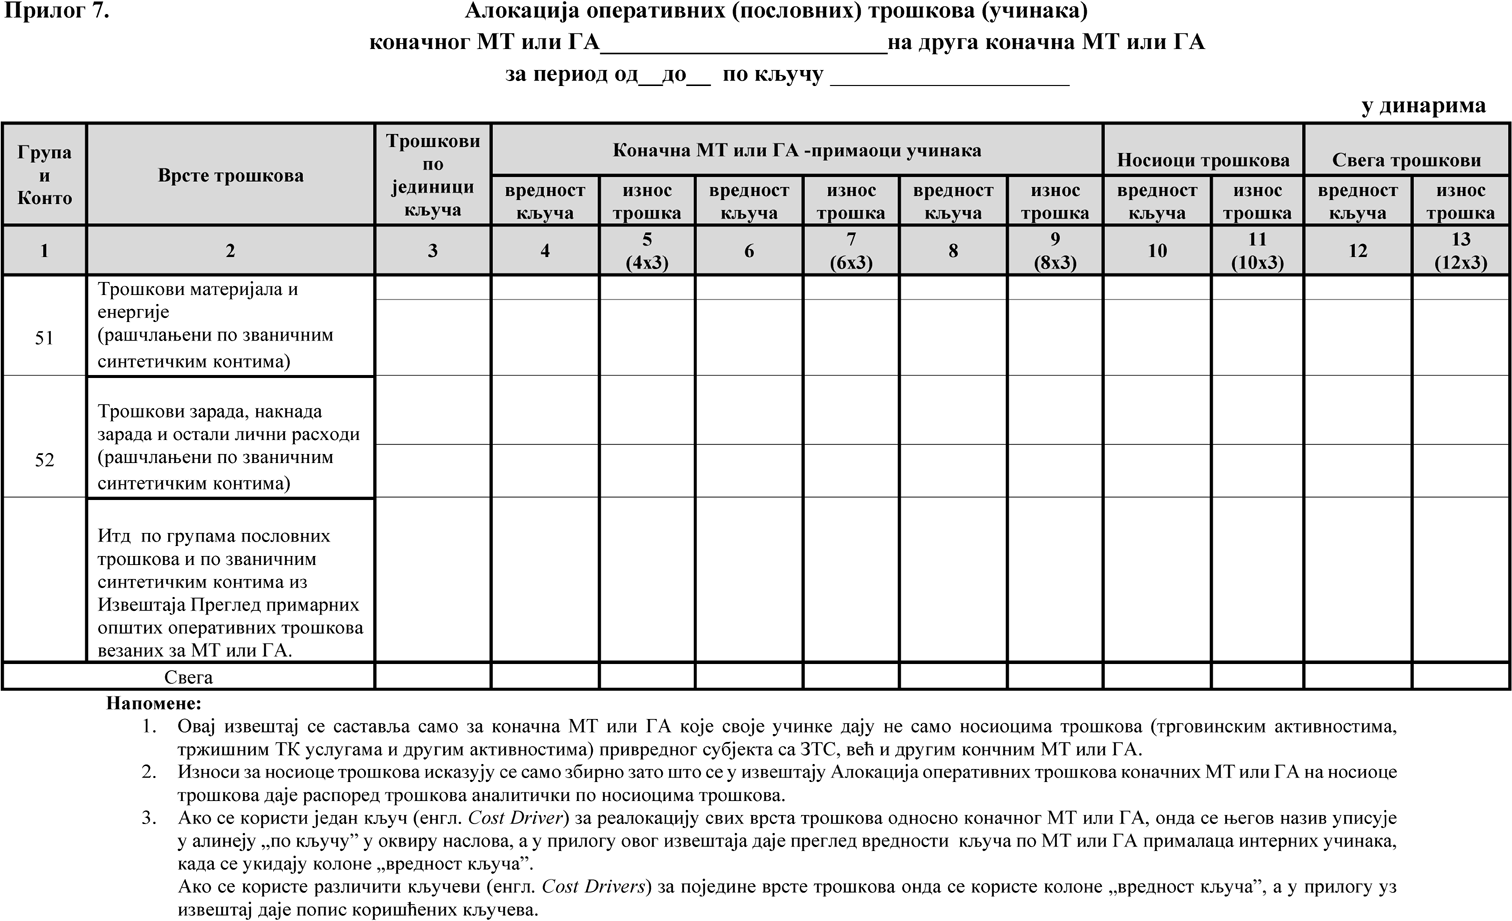 Прилог 7.
Алокација оперативних (пословних) трошкова (учинака)
коначног МТ или ГА________________________на друга коначна МТ или ГА
за период од__до__ по кључу ____________________
у динарима
Група и Конто
Врсте трошкова
Трошкови по јединици кључа
Коначна МТ или ГА -примаоци учинака
Носиоци трошкова
Свега трошкови
вредност кључа
износ трошка
вредност кључа
износ трошка
вредност кључа
износ трошка
вредност кључа
износ трошка
вредност кључа
износ трошка
1
2
3
4
5 (4x3)
6
7 (6x3)
8
9 (8x3)
10
11 (10x3)
12
13 (12x3)
51
Трошкови материјала и
енергије
(рашчлањени по званичним
синтетичким контима)
52
Трошкови зарада, накнада
зарада и остали лични расходи
(рашчлањени по званичним
синтетичким контима)
Итд по групама пословних
трошкова и по званичним
синтетичким контима из
Извештаја Преглед примарних
општих оперативних трошкова
везаних за МТ или ГА.
Свега
Напомене:
1. Овај извештај се саставља само за коначна МТ или ГА које своје учинке дају не само носиоцима трошкова (трговинским активностима,
тржишним ТК услугама и другим активностима) привредног субјекта са ЗТС, већ и другим кончним МТ или ГА.
2. Износи за носиоце трошкова исказују се само збирно зато што се у извештају Алокација оперативних трошкова коначних МТ или ГА на носиоце
трошкова даје распоред трошкова аналитички по носиоцима трошкова.
3. Ако се користи један кључ (енгл. Cost Driver) за реалокацију свих врста трошкова односно коначног МТ или ГА, онда се његов назив уписује
у алинеју „по кључу” у оквиру наслова, а у прилогу овог извештаја даје преглед вредности кључа по МТ или ГА прималаца интерних учинака,
када се укидају колоне „вредност кључа”.
Ако се користе различити кључеви (енгл. Cost Drivers) за поједине врсте трошкова онда се користе колоне „вредност кључа”, а у прилогу уз
извештај даје попис коришћених кључева.